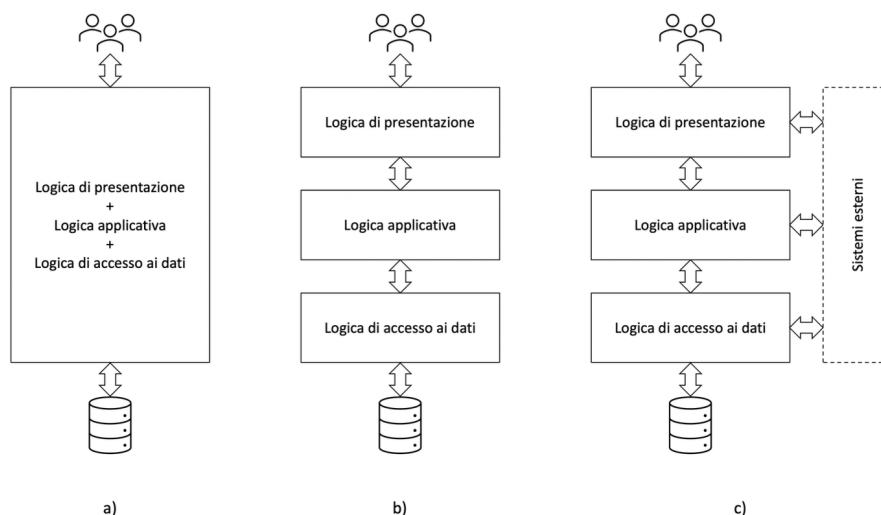 Logica di presentazione
+
Logica applicativa
+
Logica di accesso ai dati
Logica di presentazione
Logica applicativa
Logica di accesso ai dati
Logica di presentazione
Logica applicativa
Logica di accesso ai dati
Sistemi esterni
a)
b)
c)